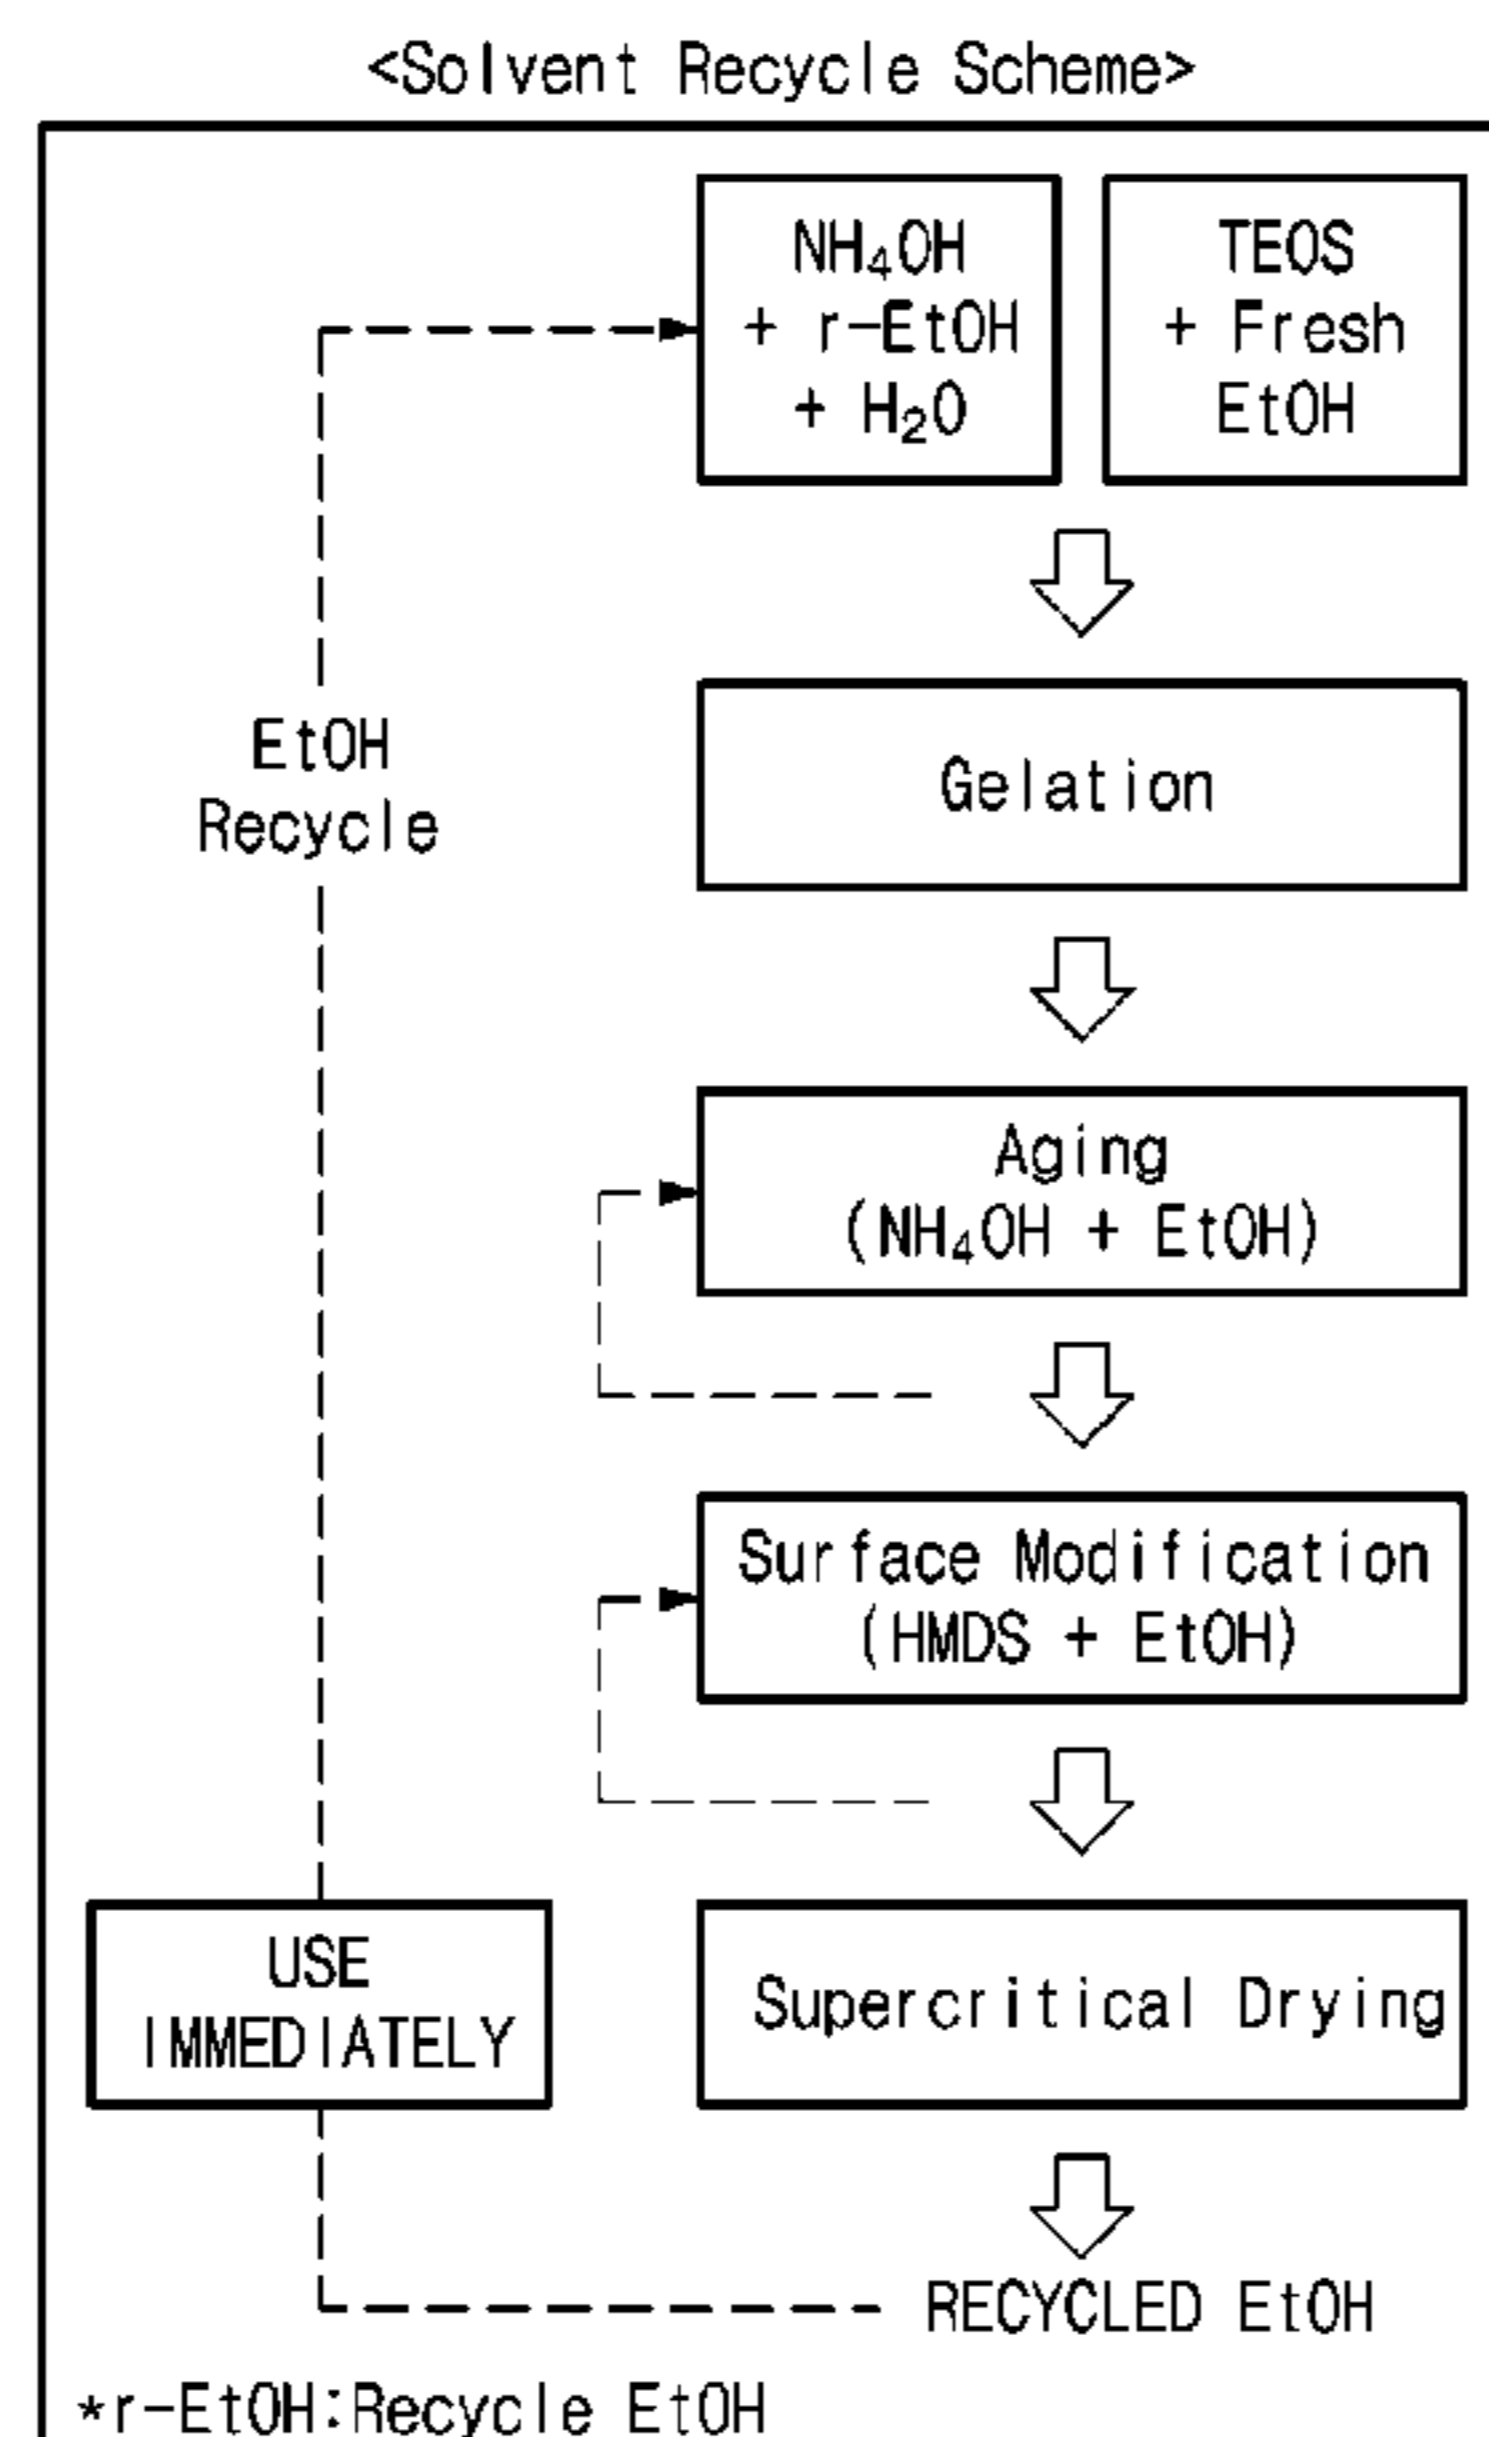 <Solvent Recycle Scheme>
NH₄OH
+ r-EtOH
+ H₂O
TEOS
+ Fresh
EtOH
EtOH
Recycle
Gelation
Aging
(NH₄OH + EtOH)
Surface Modification
(HMDS + EtOH)
USE
IMMEDIATELY
Supercritical Drying
RECYCLED EtOH
*r-EtOH:Recycle EtOH